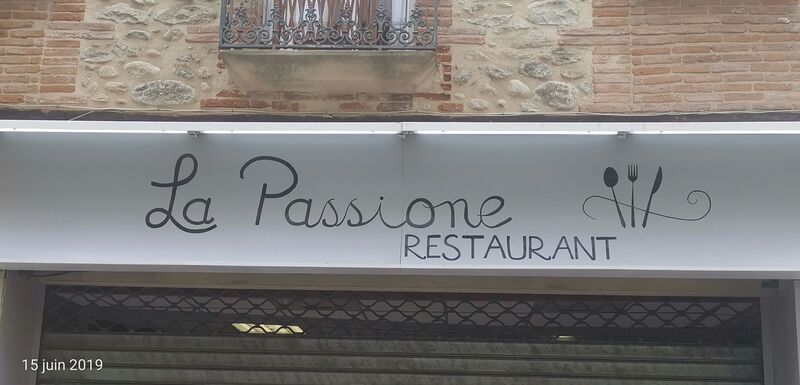 La Passione
RESTAURANT
15 juin 2019